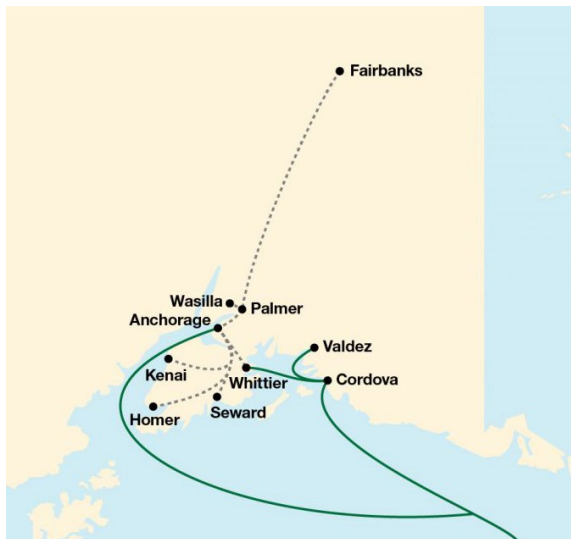 Fairbanks
Wasilla
Palmer
Anchorage
Valdez
Kenai
Whittier
Cordova
Homer
Seward